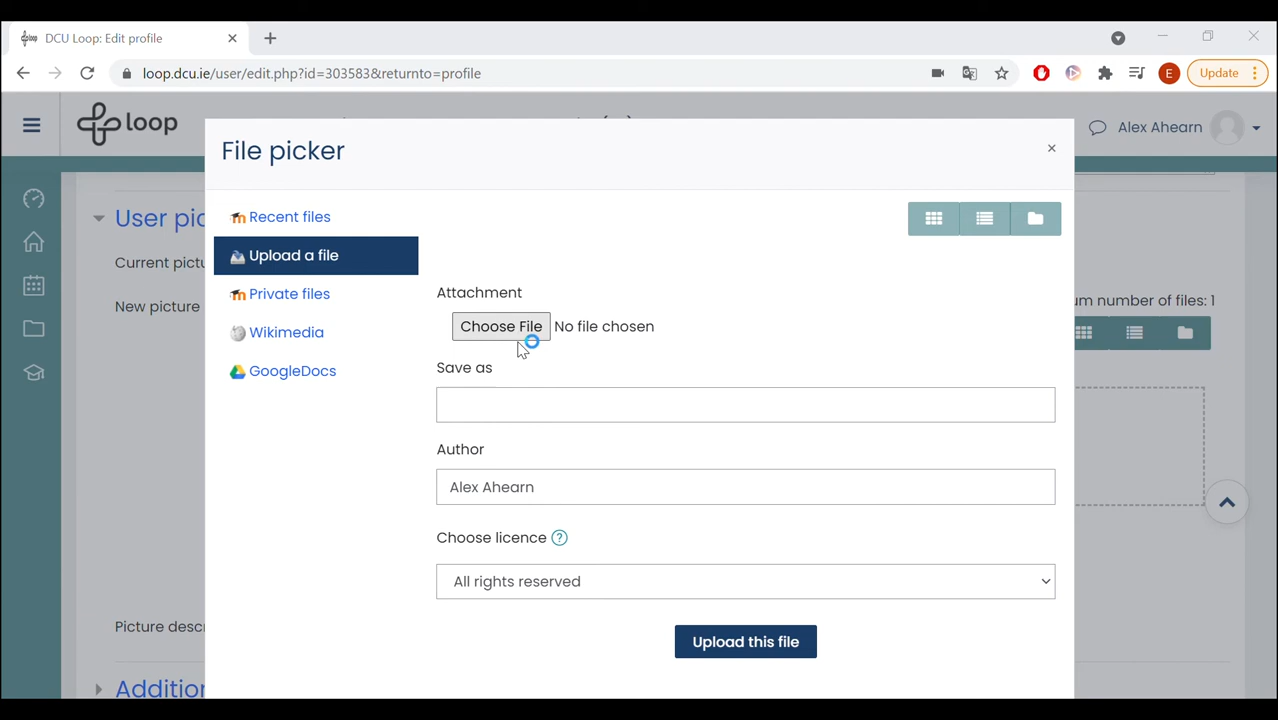 DCU Loop: Edit profile
loop.dcu.ie/user/edit.php?id=303583&returnto=profile
E
Update
loop
Alex Ahearn
File picker
Recent files
User pic
Upload a file
Current pictu
Attachment
Private files
um number of files: 1
New picture
Choose File No file chosen
Wikimedia
Save as
GoogleDocs
Author
Alex Ahearn
Choose licence ?
All rights reserved
Picture descr
Upload this file
Addition